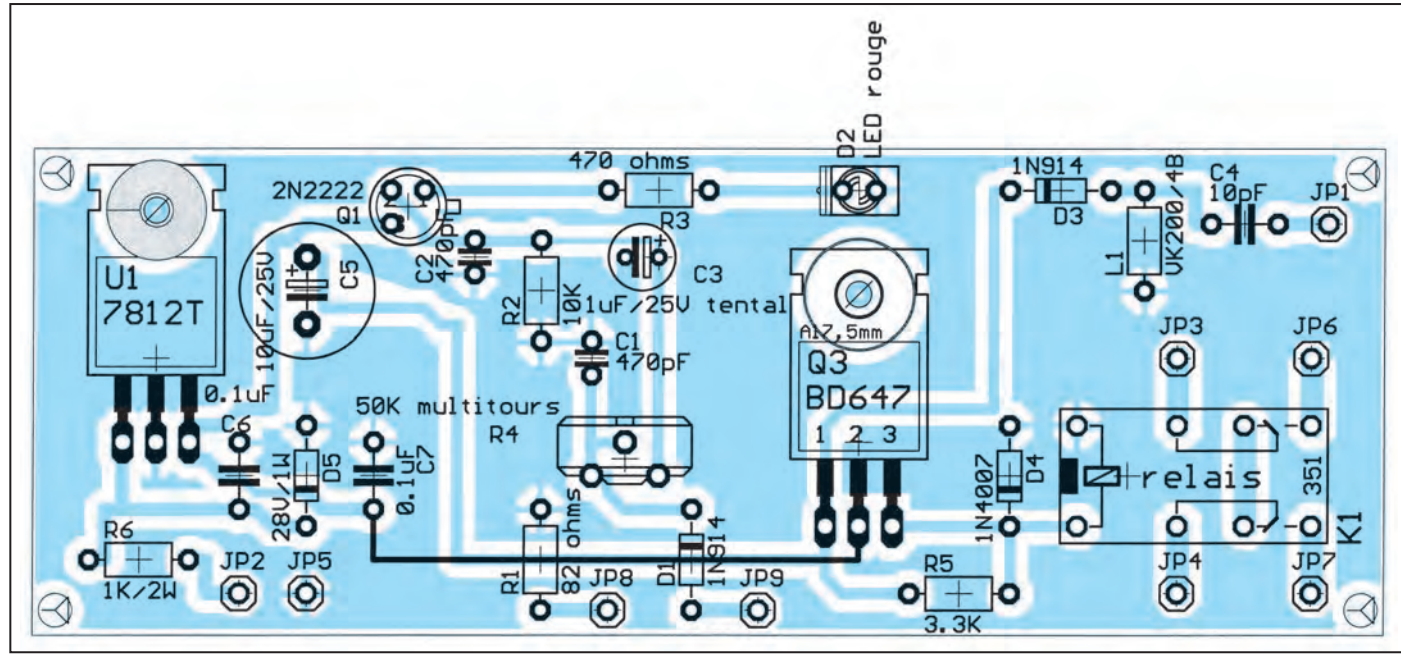 D2
LED rouge
470 ohms
R3
2N2222
Q1
1N914
D3
VK200/4B
L1
C4
10pF
JP1
U1
7812T
C5
10uF/25V
+
C2
470pF
R2
10K
+
C3
1uF/25V tental
C1
470pF
A17,5mm
Q3
BD647
1 2 3
JP3
JP6
0.1uF
C6
50K multitours
R4
D5
28V/1W
C7
0.1uF
D4
1N4007
relais
351
K1
R6
1K/2W
JP2
JP5
R1
82 ohms
JP8
D1
1N914
JP9
R5
3.3K
JP4
JP7